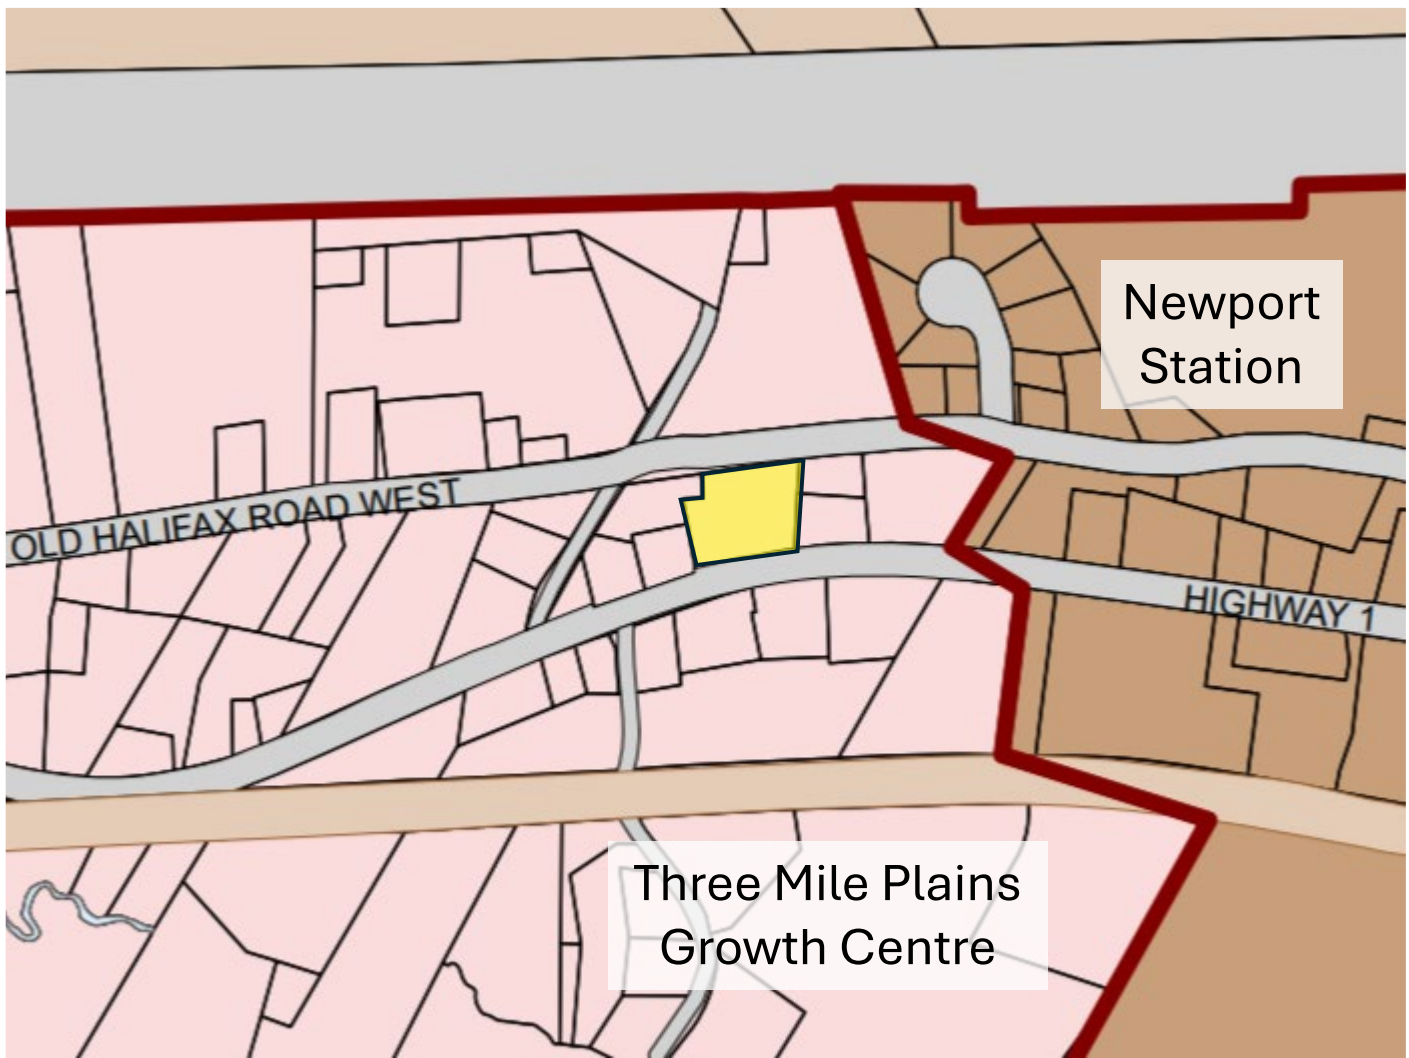 Newport
Station
OLD HALIFAX ROAD WEST
HIGHWAY 1
Three Mile Plains
Growth Centre